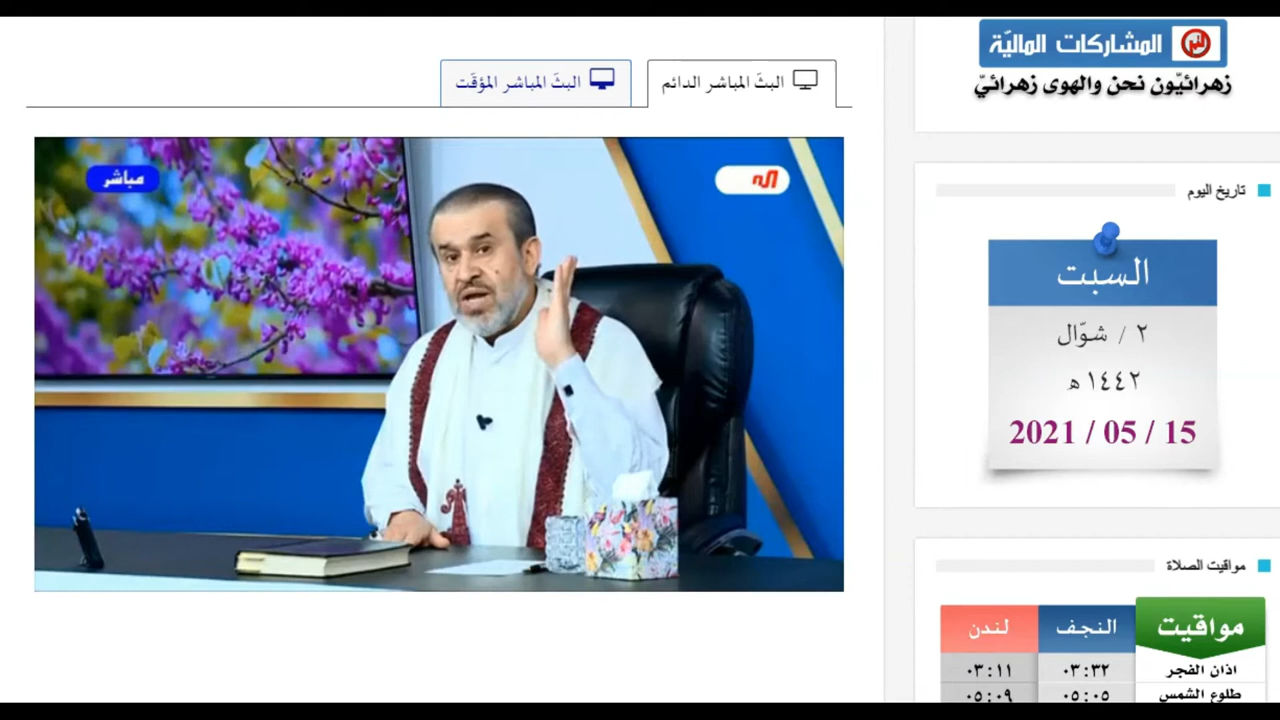 المشاركات الماليّة
زهرائيّون نحن والهوى زهرائيّ
البثّ المباشر الدائم
البثّ المباشر المؤقّت
مباشر
تاريخ اليوم
السبت
٢ / شوّال
١٤٤٢ هـ
2021 / 05 / 15
مواقيت الصلاة
مواقيت
النجف
لندن
اذان الفجر
٠٣:٣٢
٠٣:١١
طلوع الشمس
٠٥:٠٥
٠٥:٠٩